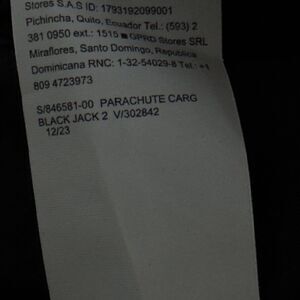 Stores S.A.S ID: 1793192099001
Pichincha, Quito, Ecuador Tel.: (593) 2
381 0950 ext.: 1515 ■ GPRD Stores SRL
Miraflores, Santo Domingo, Republica
Dominicana RNC: 1-32-54029-8 Tel.: +1
809 4723973
S/846581-00 PARACHUTE CARG
BLACK JACK 2 V/302842
12/23